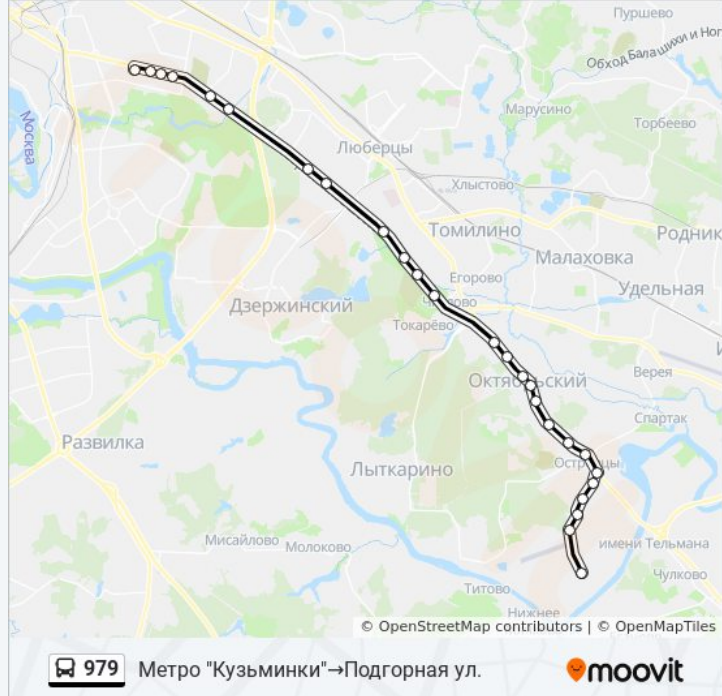 Пуршево
Обход Балашихи и Ног
Москва
Марусино
Торбеево
Люберцы
Хлыстово
Томилино
Родник
Малаховка
Егорово
Удельная
Дзержинский
Токарёво
Верея
Октябрьский
Спартак
Развилка
Лыткарино
Островцы
Мисайлово
Молоково
имени Тельмана
Чулково
Титово
Нижнее
© OpenStreetMap contributors | © OpenMapTiles
979 Метро "Кузьминки"→Подгорная ул.
moovit